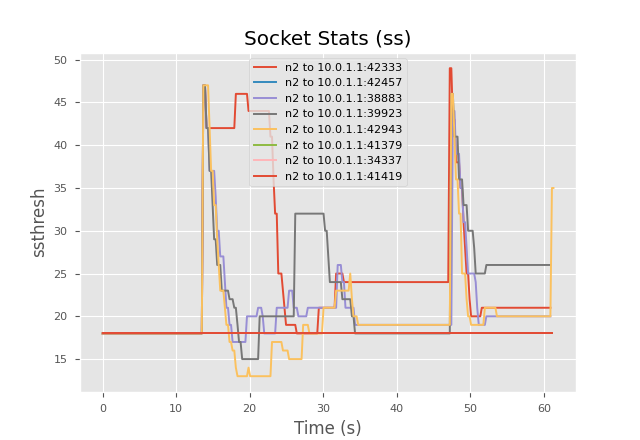 Socket Stats (ss)
n2 to 10.0.1.1:42333
n2 to 10.0.1.1:42457
n2 to 10.0.1.1:38883
n2 to 10.0.1.1:39923
n2 to 10.0.1.1:42943
n2 to 10.0.1.1:41379
n2 to 10.0.1.1:34337
n2 to 10.0.1.1:41419
50
45
40
35
30
25
20
15
ssthresh
0 10 20 30 40 50 60
Time (s)